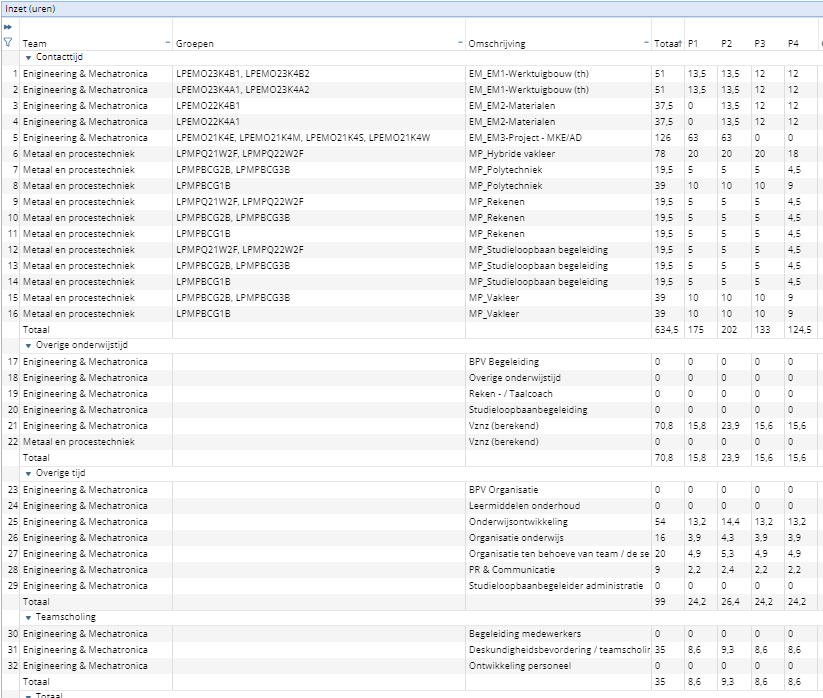 Inzet (uren)
Team Groepen Omschrijving Totaal P1 P2 P3 P4
Contacttijd
1 Enigineering & Mechatronica LPEMO23K4B1, LPEMO23K4B2 EM_EM1-Werktuigbouw (th) 51 13,5 13,5 12 12
2 Enigineering & Mechatronica LPEMO23K4A1, LPEMO23K4A2 EM_EM1-Werktuigbouw (th) 51 13,5 13,5 12 12
3 Enigineering & Mechatronica LPEMO22K4B1 EM_EM2-Materialen 37,5 0 13,5 12 12
4 Enigineering & Mechatronica LPEMO22K4A1 EM_EM2-Materialen 37,5 0 13,5 12 12
5 Enigineering & Mechatronica LPEMO21K4E, LPEMO21K4M, LPEMO21K4S, LPEMO21K4W EM_EM3-Project - MKE/AD 126 63 63 0 0
6 Metaal en procestechniek LPMPQ21W2F, LPMPQ22W2F MP_Hybride vakleer 78 20 20 20 18
7 Metaal en procestechniek LPMPBCG2B, LPMPBCG3B MP_Polytechniek 19,5 5 5 5 4,5
8 Metaal en procestechniek LPMPBCG1B MP_Polytechniek 39 10 10 10 9
9 Metaal en procestechniek LPMPQ21W2F, LPMPQ22W2F MP_Rekenen 19,5 5 5 5 4,5
10 Metaal en procestechniek LPMPBCG2B, LPMPBCG3B MP_Rekenen 19,5 5 5 5 4,5
11 Metaal en procestechniek LPMPBCG1B MP_Rekenen 19,5 5 5 5 4,5
12 Metaal en procestechniek LPMPQ21W2F, LPMPQ22W2F MP_Studieloopbaan begeleiding 19,5 5 5 5 4,5
13 Metaal en procestechniek LPMPBCG2B, LPMPBCG3B MP_Studieloopbaan begeleiding 19,5 5 5 5 4,5
14 Metaal en procestechniek LPMPBCG1B MP_Studieloopbaan begeleiding 19,5 5 5 5 4,5
15 Metaal en procestechniek LPMPBCG2B, LPMPBCG3B MP_Vakleer 39 10 10 10 9
16 Metaal en procestechniek LPMPBCG1B MP_Vakleer 39 10 10 10 9
Totaal 634,5 175 202 133 124,5
Overige onderwijstijd
17 Enigineering & Mechatronica BPV Begeleiding 0 0 0 0 0
18 Enigineering & Mechatronica Overige onderwijstijd 0 0 0 0 0
19 Enigineering & Mechatronica Reken - / Taalcoach 0 0 0 0 0
20 Enigineering & Mechatronica Studieloopbaanbegeleiding 0 0 0 0 0
21 Enigineering & Mechatronica Vznz (berekend) 70,8 15,8 23,9 15,6 15,6
22 Metaal en procestechniek Vznz (berekend) 0 0 0 0 0
Totaal 70,8 15,8 23,9 15,6 15,6
Overige tijd
23 Enigineering & Mechatronica BPV Organisatie 0 0 0 0 0
24 Enigineering & Mechatronica Leermiddelen onderhoud 0 0 0 0 0
25 Enigineering & Mechatronica Onderwijsontwikkeling 54 13,2 14,4 13,2 13,2
26 Enigineering & Mechatronica Organisatie onderwijs 16 3,9 4,3 3,9 3,9
27 Enigineering & Mechatronica Organisatie ten behoeve van team / de se 20 4,9 5,3 4,9 4,9
28 Enigineering & Mechatronica PR & Communicatie 9 2,2 2,4 2,2 2,2
29 Enigineering & Mechatronica Studieloopbaanbegeleider administratie 0 0 0 0 0
Totaal 99 24,2 26,4 24,2 24,2
Teamscholing
30 Enigineering & Mechatronica Begeleiding medewerkers 0 0 0 0 0
31 Enigineering & Mechatronica Deskundigheidsbevordering / teamscholin 35 8,6 9,3 8,6 8,6
32 Enigineering & Mechatronica Ontwikkeling personeel 0 0 0 0 0
Totaal 35 8,6 9,3 8,6 8,6
Totaal